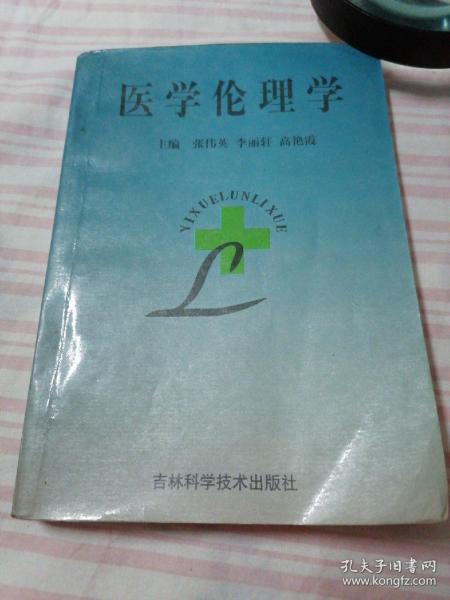 医学伦理学
主编 张伟英 李丽轩 高艳霞
YIXUELUNLIXUE
吉林科学技术出版社
孔夫子旧书网
www.kongfz.com